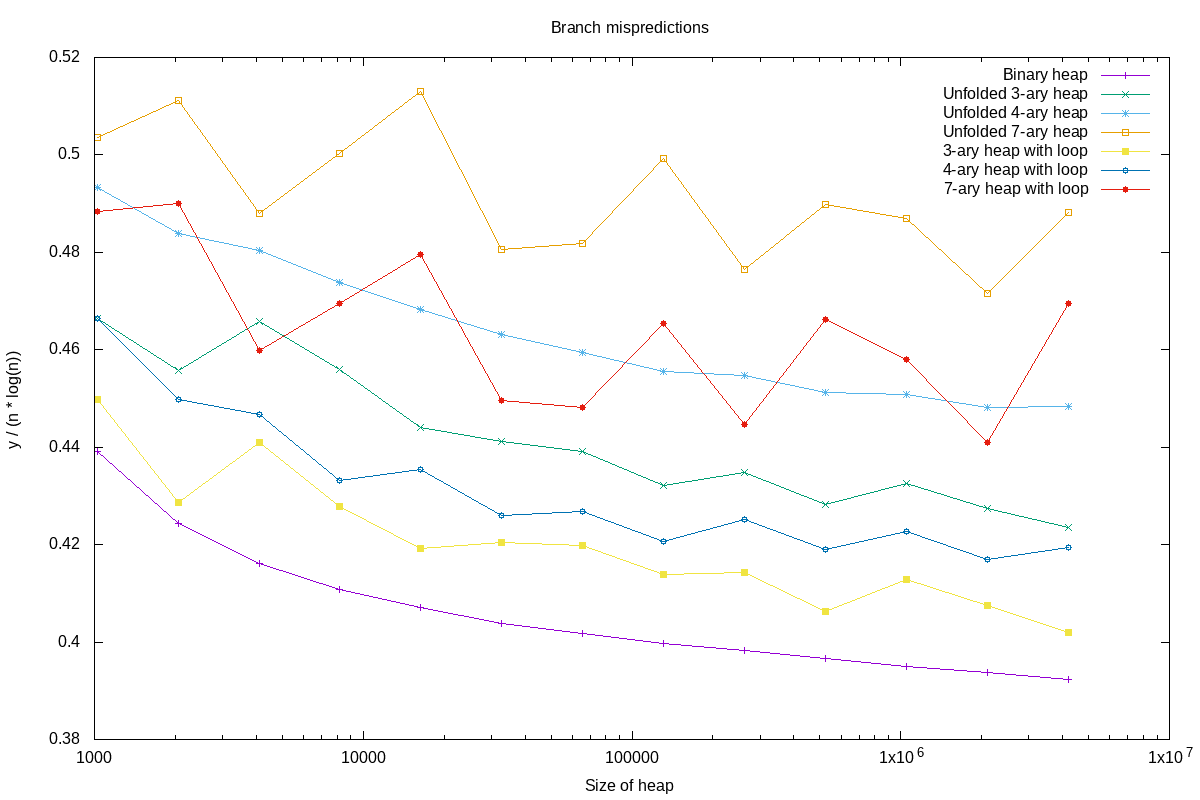 Branch mispredictions
0.52
0.5
0.48
0.46
0.44
0.42
0.4
0.38
y / (n * log(n))
Binary heap
Unfolded 3-ary heap
Unfolded 4-ary heap
Unfolded 7-ary heap
3-ary heap with loop
4-ary heap with loop
7-ary heap with loop
1000 10000 100000 1x10^6 1x10^7
Size of heap